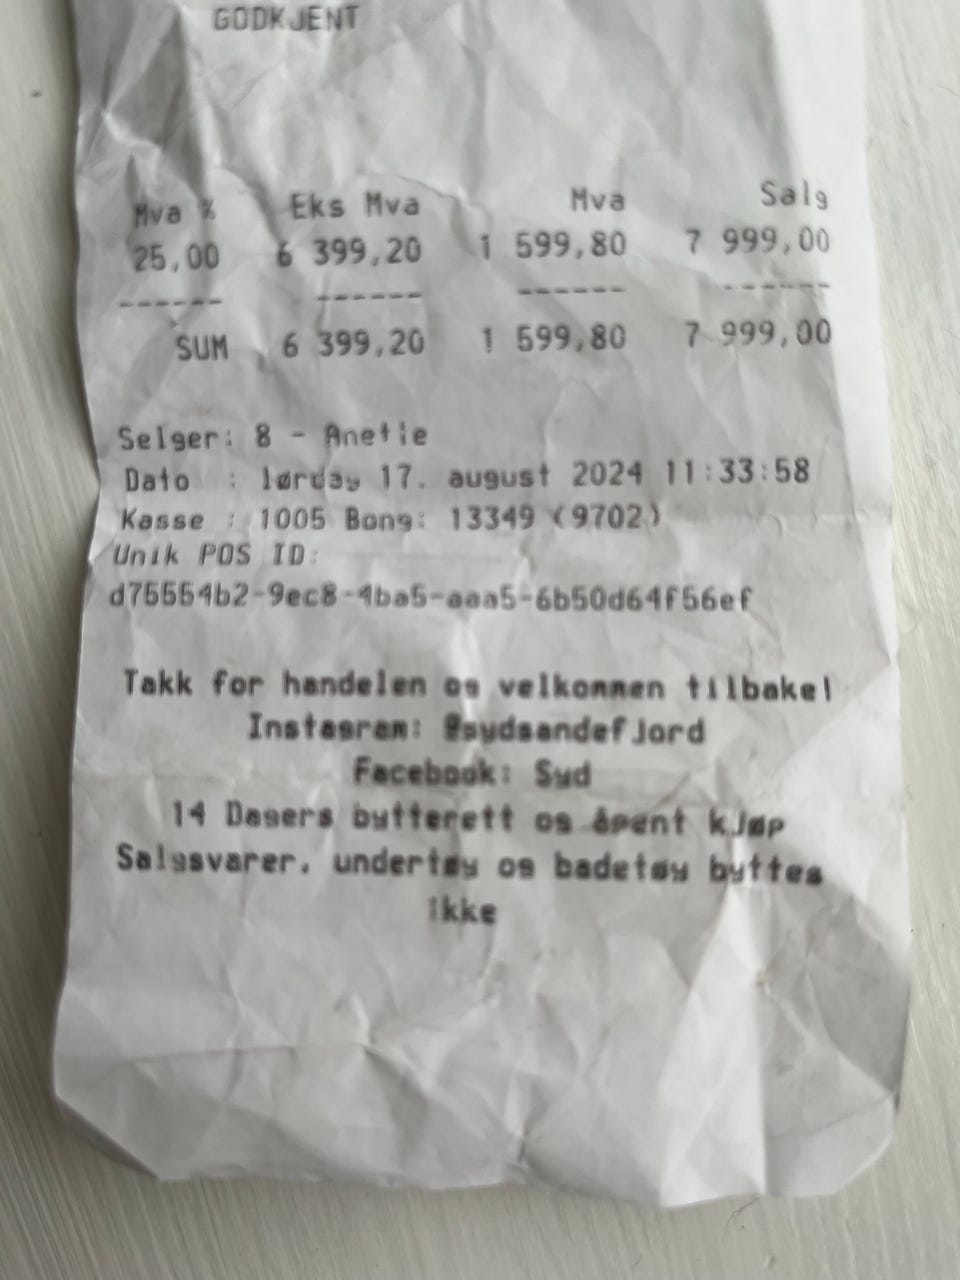 GODKJENT
Mva % Eks Mva Mva Salg
25,00 6 399,20 1 599,80 7 999,00
------ ------ ------ ------
SUM 6 399,20 1 599,80 7 999,00
Selger: 8 - Anetie
Dato : lørdag 17. august 2024 11:33:58
Kasse : 1005 Bong: 13349 (9702)
Unik POS ID:
d75554b2-9ec8-4ba5-aaa5-6b50d64f56ef
Takk for handelen og velkommen tilbake!
Instagram: @sydsandefjord
Facebook: Syd
14 Dagers bytterett og åpent kjøp
Salgsvarer, undertøy og badetøy byttes
ikke